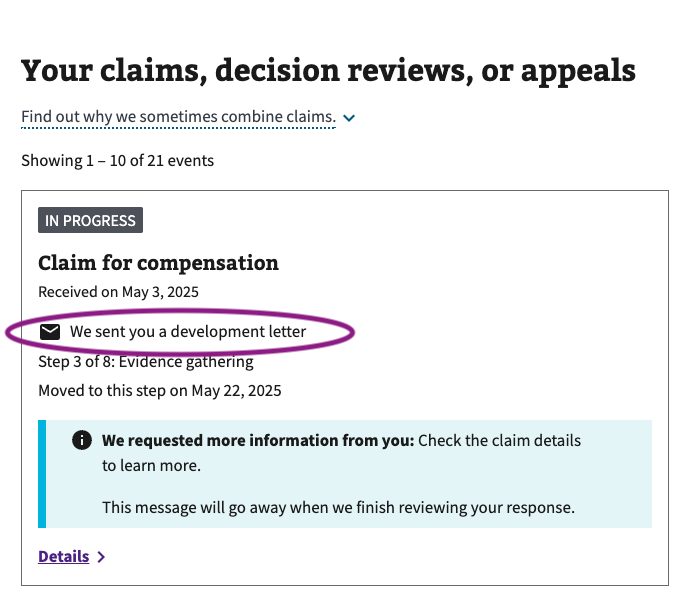 Your claims, decision reviews, or appeals
Find out why we sometimes combine claims.
Showing 1 – 10 of 21 events
IN PROGRESS
Claim for compensation
Received on May 3, 2025
We sent you a development letter
Step 3 of 8: Evidence gathering
Moved to this step on May 22, 2025
We requested more information from you: Check the claim details
to learn more.
This message will go away when we finish reviewing your response.
Details